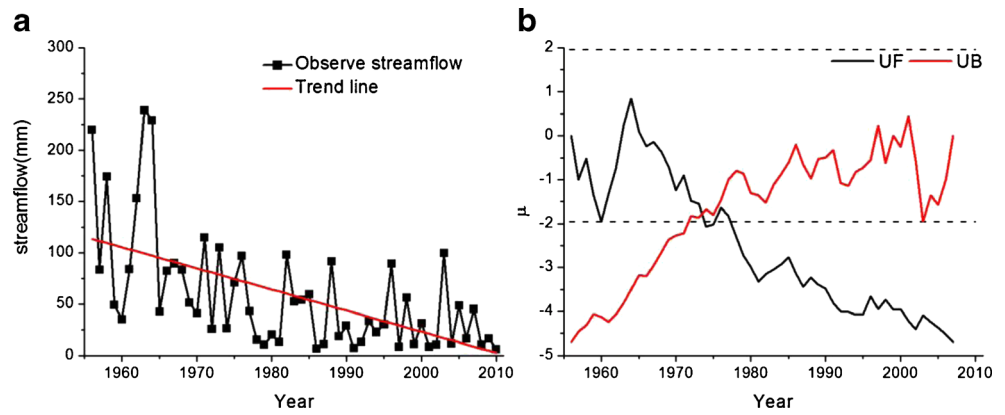 a
300
250
200
150
100
50
0
streamflow(mm)
Observe streamflow
Trend line
1960 1970 1980 1990 2000 2010
Year
b
2
1
0
-1
-2
-3
-4
-5
μ
UF UB
1960 1970 1980 1990 2000 2010
Year